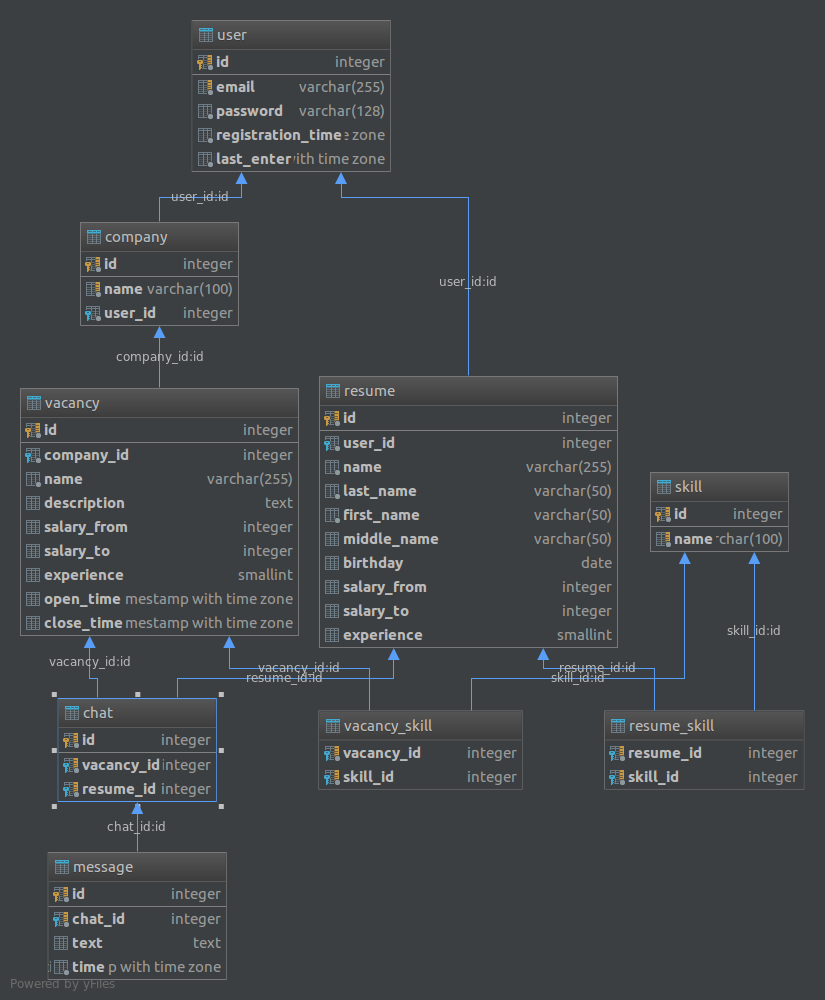 user
id integer
email varchar(255)
password varchar(128)
registration_time zone
last_enter with time zone
user_id:id
company
id integer
name varchar(100)
user_id integer
user_id:id
company_id:id
vacancy
id integer
company_id integer
name varchar(255)
description text
salary_from integer
salary_to integer
experience smallint
open_time mestamp with time zone
close_time mestamp with time zone
resume
id integer
user_id integer
name varchar(255)
last_name varchar(50)
first_name varchar(50)
middle_name varchar(50)
birthday date
salary_from integer
salary_to integer
experience smallint
skill
id integer
name char(100)
skill_id:id
vacancy_id:id
vacancy_id:id
resume_id:id
resume_id:id
skill_id:id
chat
id integer
vacancy_id integer
resume_id integer
vacancy_skill
vacancy_id integer
skill_id integer
resume_skill
resume_id integer
skill_id integer
chat_id:id
message
id integer
chat_id integer
text text
time p with time zone
Powered by yFiles